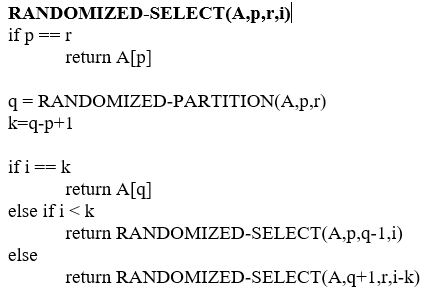 RANDOMIZED-SELECT(A,p,r,i)
if p == r
return A[p]
q = RANDOMIZED-PARTITION(A,p,r)
k=q-p+1
if i == k
return A[q]
else if i < k
return RANDOMIZED-SELECT(A,p,q-1,i)
else
return RANDOMIZED-SELECT(A,q+1,r,i-k)